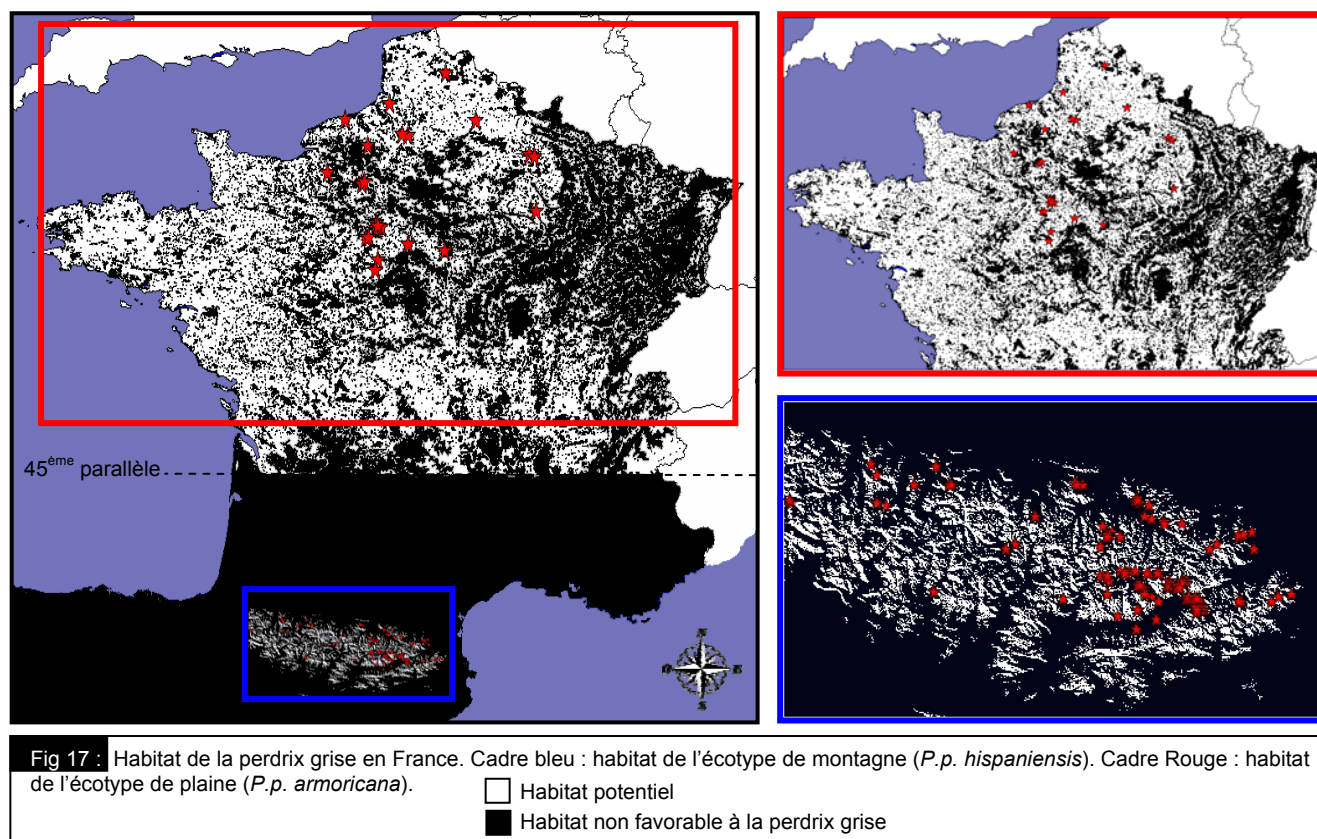 45ème parallèle
Fig 17 : Habitat de la perdrix grise en France. Cadre bleu : habitat de l'écotype de montagne (P.p. hispaniensis). Cadre Rouge : habitat
de l'écotype de plaine (P.p. armoricana).
Habitat potentiel
Habitat non favorable à la perdrix grise